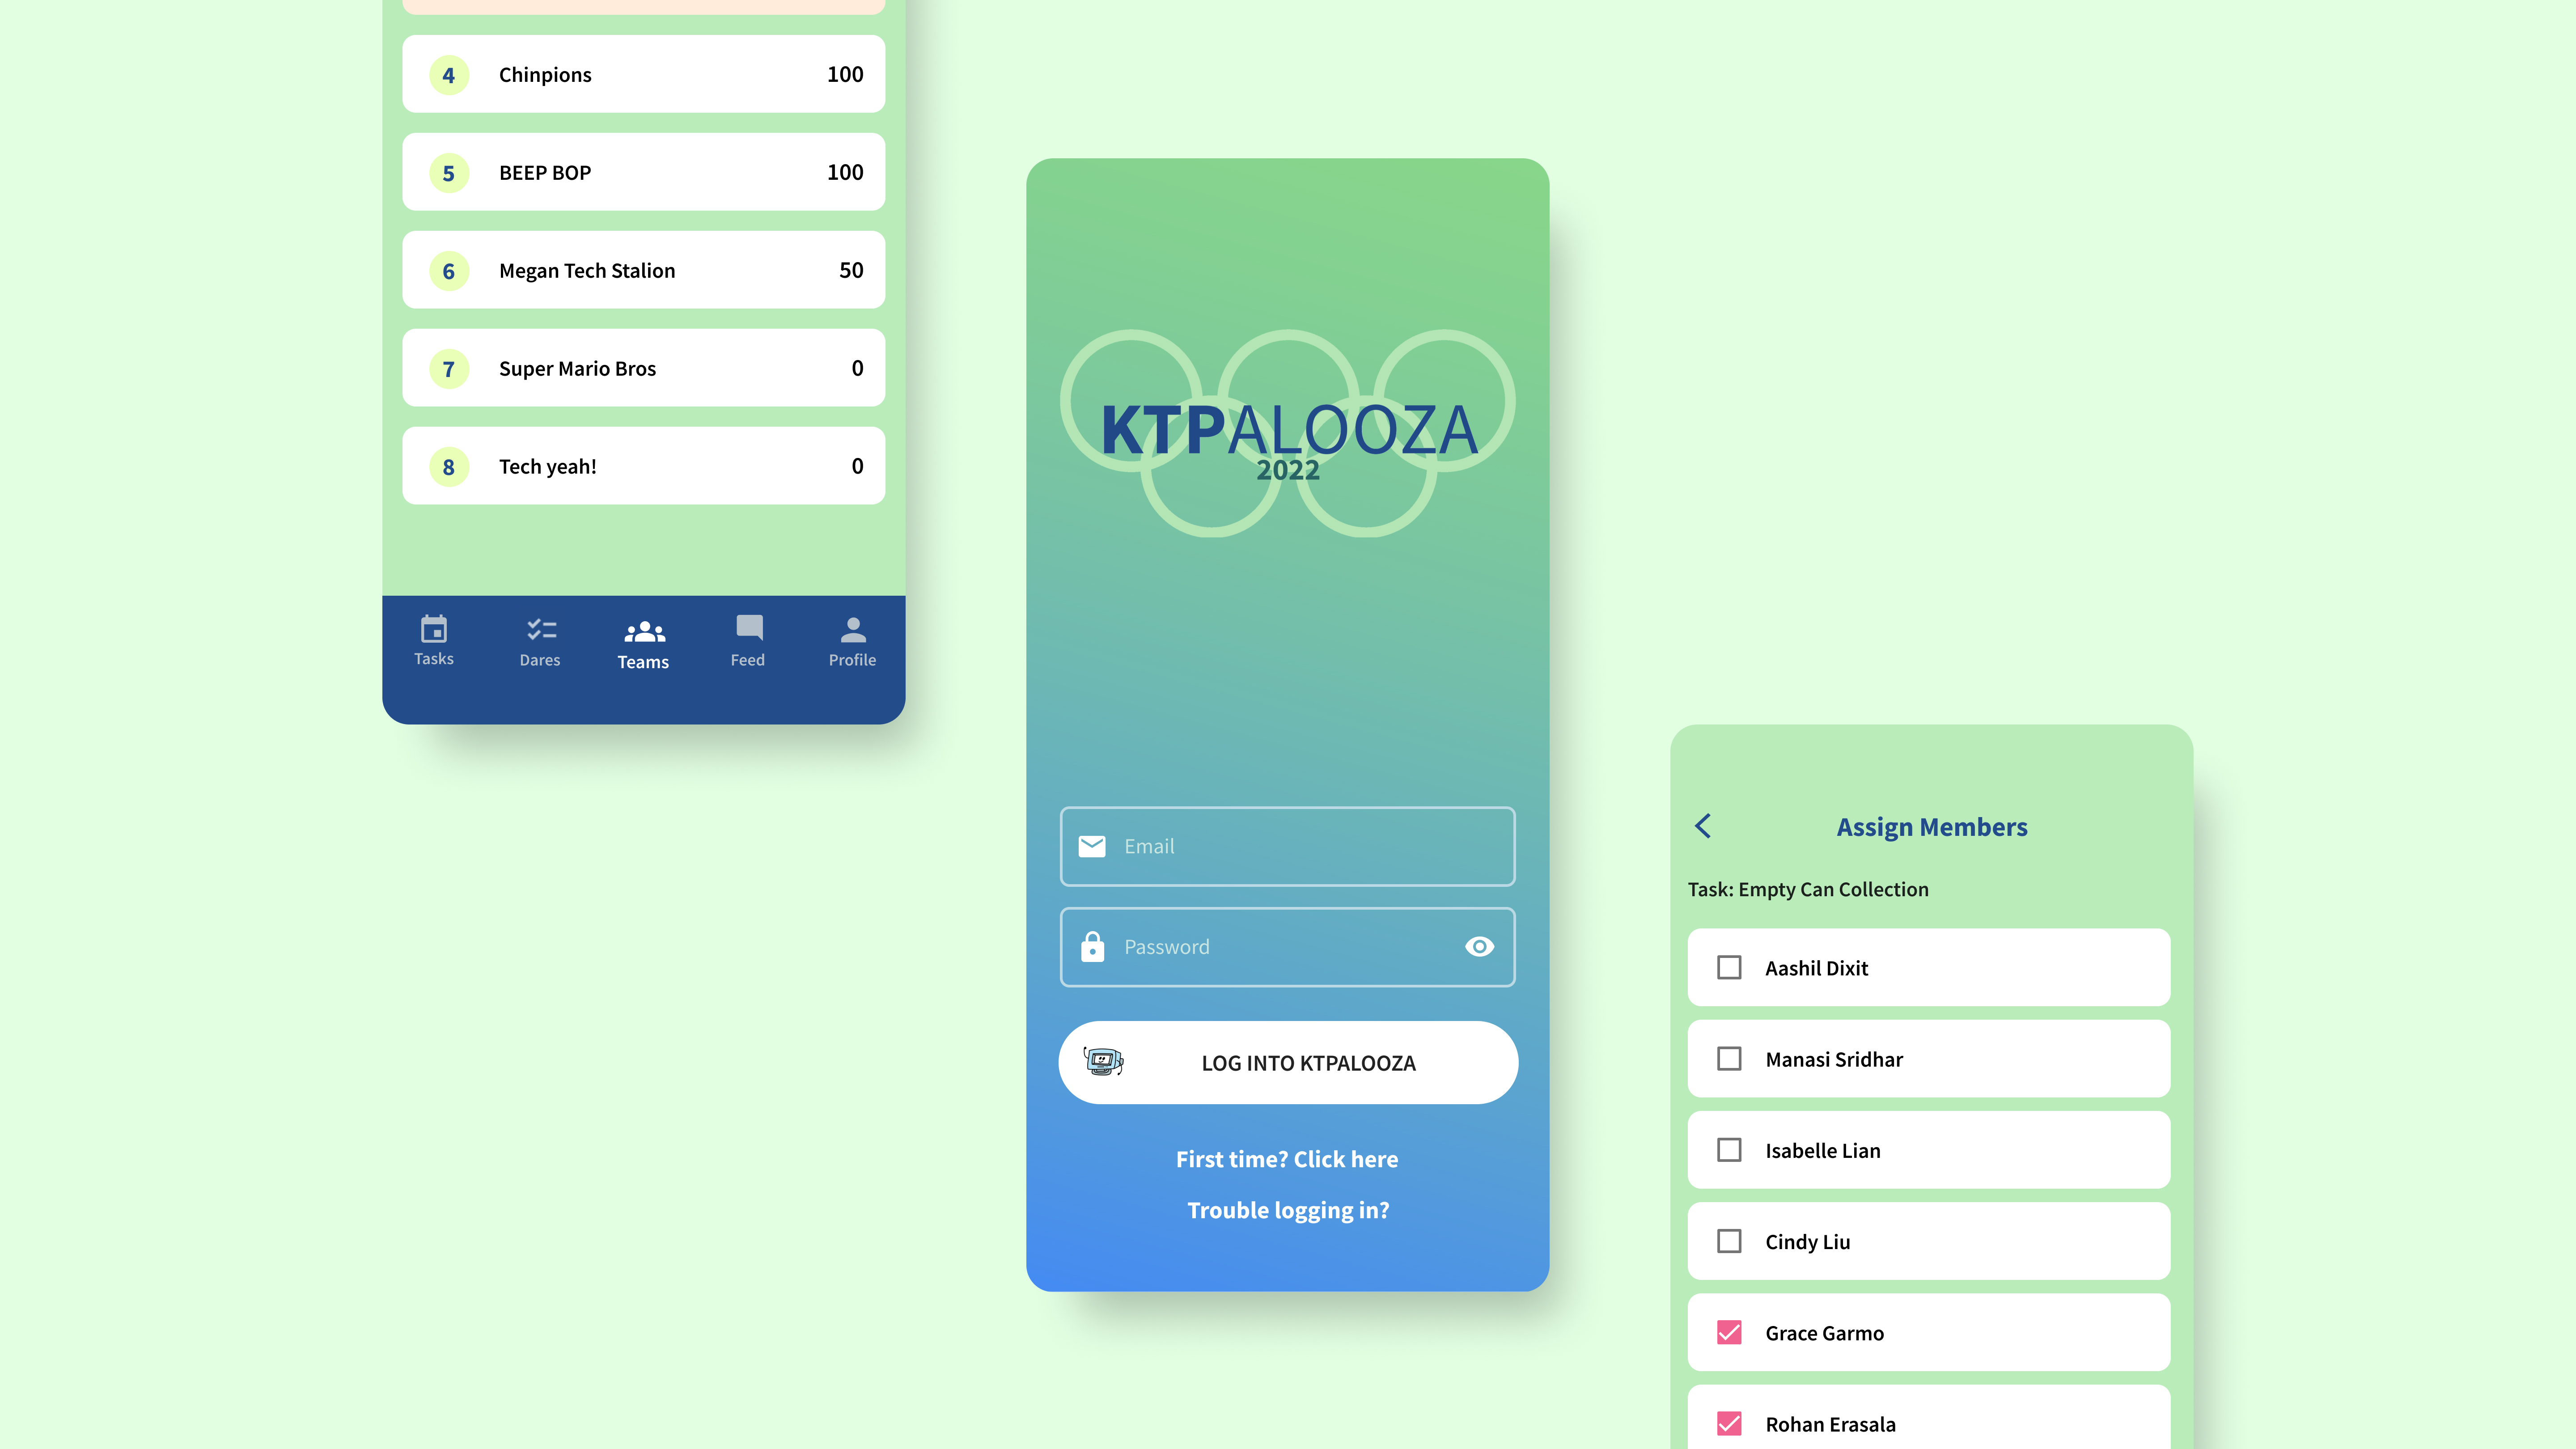 4 Chinpions 100
5 BEEP BOP 100
6 Megan Tech Stalion 50
7 Super Mario Bros 0
8 Tech yeah! 0
Tasks Dares Teams Feed Profile
KTPALOOZA
2022
Email
Password
LOG INTO KTPALOOZA
First time? Click here
Trouble logging in?
Assign Members
Task: Empty Can Collection
Aashil Dixit
Manasi Sridhar
Isabelle Lian
Cindy Liu
Grace Garmo
Rohan Erasala